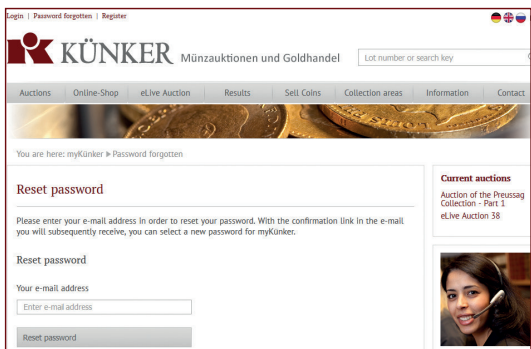 Login | Password forgotten | Register
KÜNKER Münzauktionen und Goldhandel
Lot number or search key
Auctions Online-Shop eLive Auction Results Sell Coins Collection areas Information Contact
You are here: myKünker ▶ Password forgotten
Reset password
Please enter your e-mail address in order to reset your password. With the confirmation link in the e-mail
you will subsequently receive, you can select a new password for myKünker.
Reset password
Your e-mail address
Enter e-mail address
Reset password
Current auctions
Auction of the Preussag
Collection - Part 1
eLive Auction 38